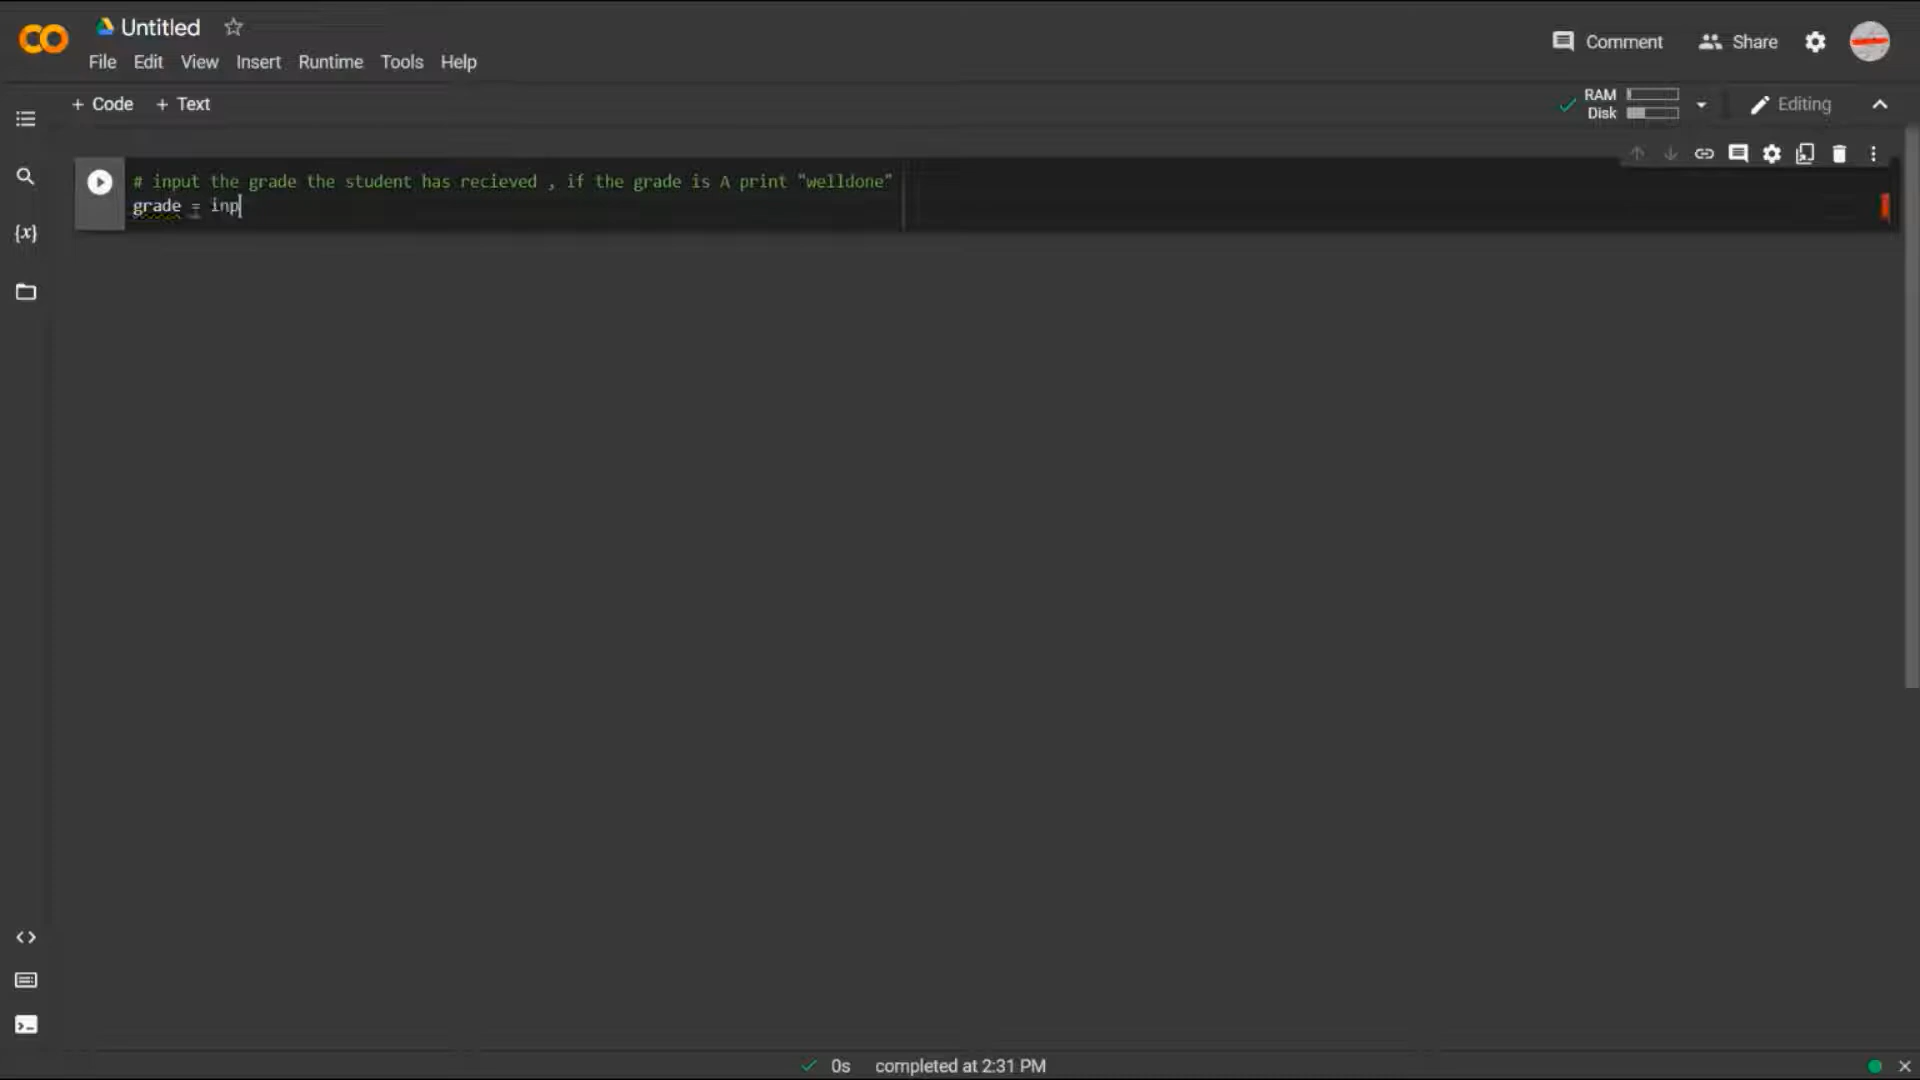 Untitled
Comment
Share
File Edit View Insert Runtime Tools Help
+ Code + Text
RAM
Disk
Editing
# input the grade the student has recieved , if the grade is A print "welldone"
grade = inp
{x}
0s completed at 2:31 PM